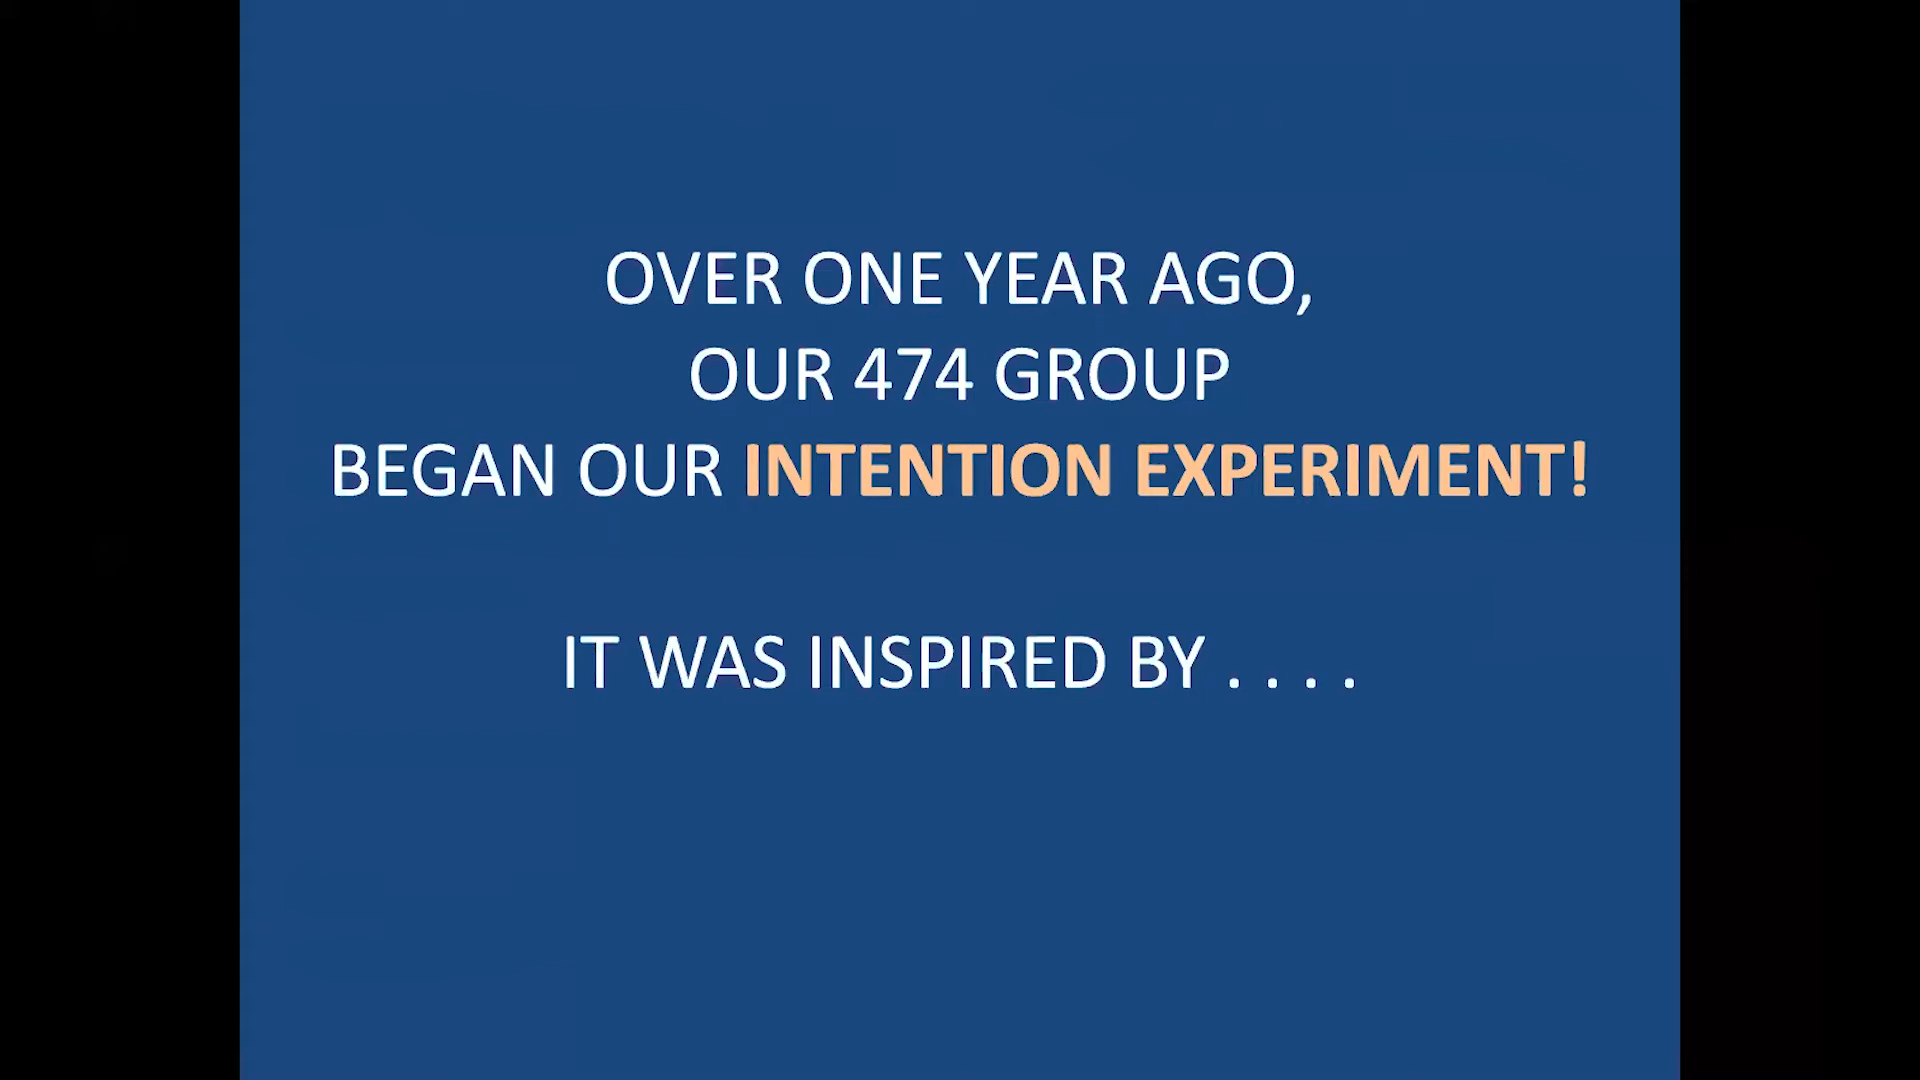 OVER ONE YEAR AGO,
OUR 474 GROUP
BEGAN OUR INTENTION EXPERIMENT!
IT WAS INSPIRED BY . . . .